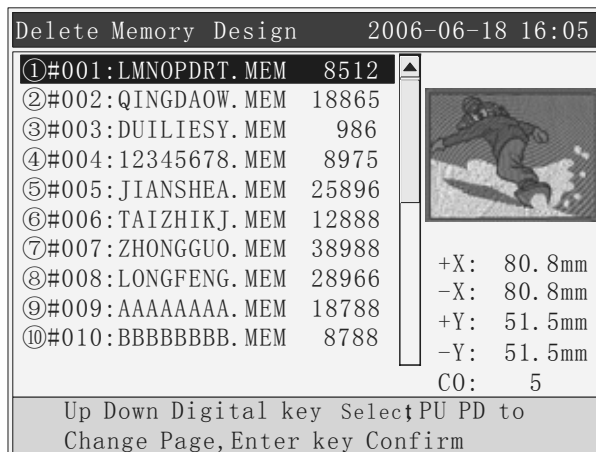 Delete Memory Design 2006-06-18 16:05
①#001:LMNOPDRT.MEM 8512
②#002:QINGDAOW.MEM 18865
③#003:DUILIESY.MEM 986
④#004:12345678.MEM 8975
⑤#005:JIANSHEA.MEM 25896
⑥#006:TAIZHIKJ.MEM 12888
⑦#007:ZHONGGUO.MEM 38988
⑧#008:LONGFENG.MEM 28966
⑨#009:AAAAAAAA.MEM 18788
⑩#010:BBBBBBBB.MEM 8788
+X: 80.8mm
-X: 80.8mm
+Y: 51.5mm
-Y: 51.5mm
CO: 5
Up Down Digital key Select,PU PD to
Change Page,Enter key Confirm